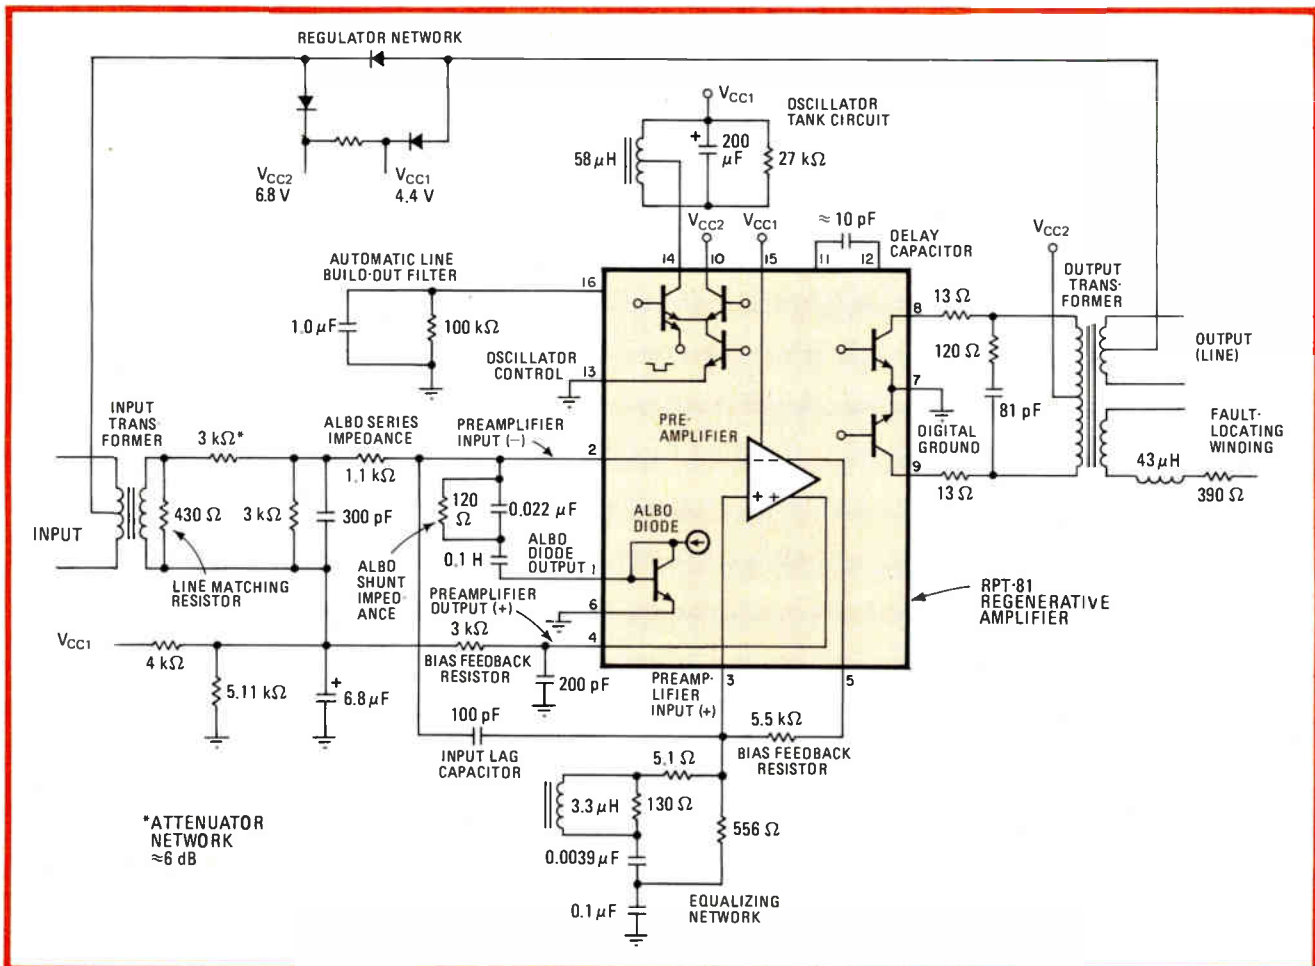 REGULATOR NETWORK
VCC2
6.8 V
VCC1
4.4 V
VCC1
OSCILLATOR
TANK CIRCUIT
58 µH
+
200
µF
27 kΩ
VCC2
VCC1
≈ 10 pF
DELAY
CAPACITOR
14
10
15
11
12
AUTOMATIC LINE
BUILD-OUT FILTER
16
1.0 µF
100 kΩ
OSCILLATOR
CONTROL
13
VCC2
OUTPUT
TRANS-
FORMER
8
13 Ω
120
Ω
81 pF
7
DIGITAL
GROUND
9
13 Ω
OUTPUT
(LINE)
FAULT-
LOCATING
WINDING
43 µH
390 Ω
INPUT
TRANS-
FORMER
3 kΩ*
ALBO SERIES
IMPEDANCE
1.1 kΩ
PREAMPLIFIER
INPUT (−)
2
PRE-
AMPLIFIER
− −
+ +
INPUT
430 Ω
3 kΩ
300 pF
120
Ω
0.022 µF
0.1 H
ALBO
DIODE
ALBO
DIODE
OUTPUT
1
LINE MATCHING
RESISTOR
ALBO
SHUNT
IMPED-
ANCE
PREAMPLIFIER
OUTPUT (+)
6
4
RPT-81
REGENERATIVE
AMPLIFIER
VCC1
4 kΩ
5.11 kΩ
+
6.8 µF
3 kΩ
BIAS FEEDBACK
RESISTOR
200 pF
PREAMP-
LIFIER
INPUT (+)
3
5
100 pF
INPUT LAG
CAPACITOR
5.5 kΩ
BIAS FEEDBACK
RESISTOR
5.1 Ω
3.3 µH
130 Ω
556 Ω
0.0039 µF
0.1 µF
EQUALIZING
NETWORK
*ATTENUATOR
NETWORK
≈6 dB